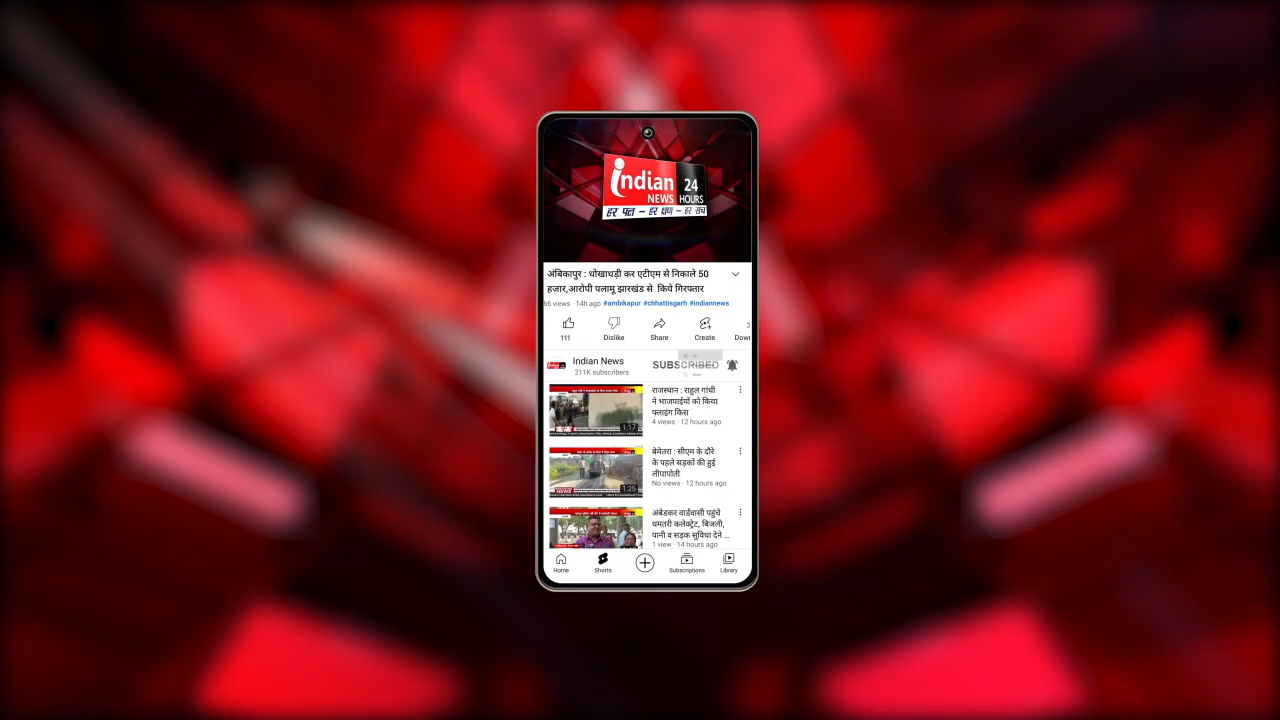 indian
NEWS
24
HOURS
हर पल – हर क्षण – हर सच
अंबिकापुर : धोखाधड़ी कर एटीएम से निकाले 50
हजार,आरोपी पलामू झारखंड से किये गिरफ्तार
66 views · 14h ago #ambikapur #chhattisgarh #indiannews
111
Dislike
Share
Create
Dow
Indian News
211K subscribers
SUBSCRIBED
राजस्थान : राहुल गांधी
ने भाजपाईयों को किया
फ्लाइंग किस
4 views · 12 hours ago
1:17
बेमेतरा : सीएम के दौरे
के पहले सड़कों की हुई
लीपापोती
No views · 12 hours ago
1:25
NEWS
अंबेडकर वार्डवासी पहुंचे
धमतरी कलेक्ट्रेट, बिजली,
पानी व सड़क सुविधा देने ...
1 view · 14 hours ago
Home
Shorts
Subscriptions
Library